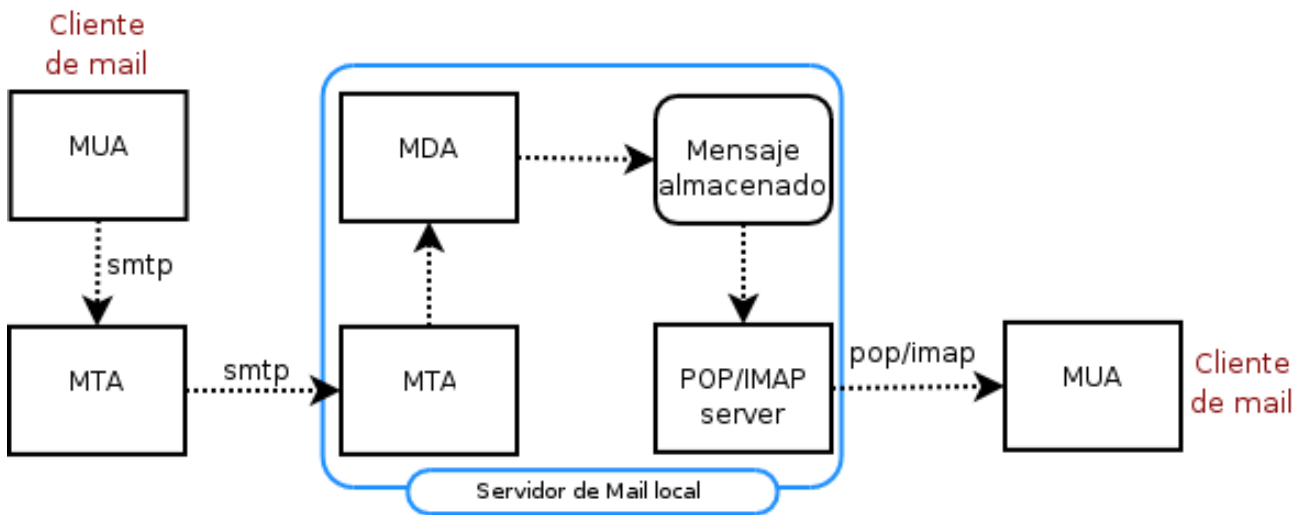 Cliente
de mail
MUA
smtp
MTA
smtp
MTA
MDA
Mensaje
almacenado
POP/IMAP
server
pop/imap
MUA
Cliente
de mail
Servidor de Mail local